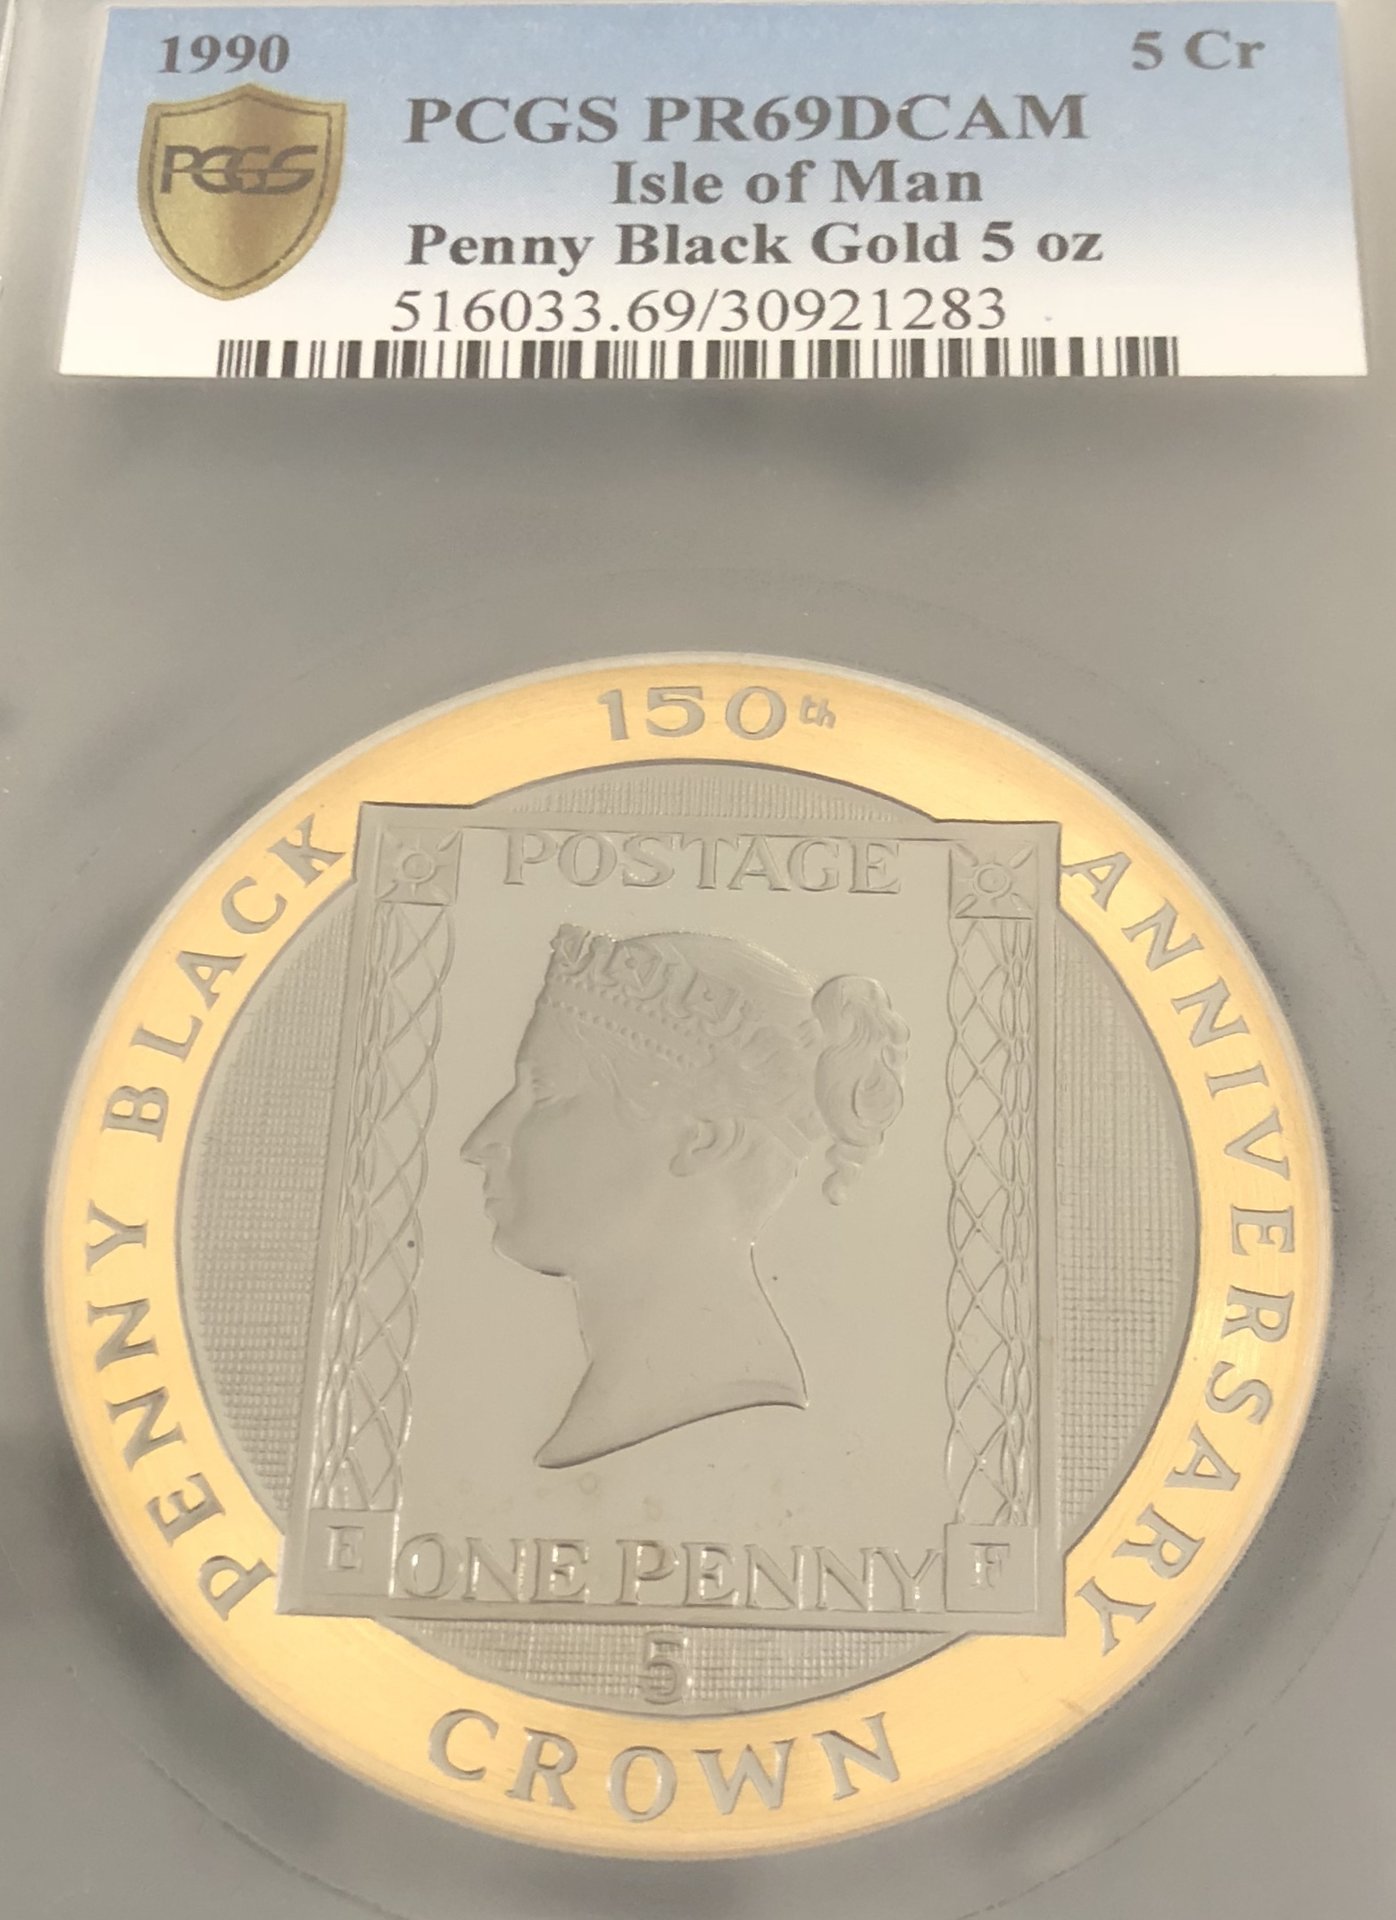 1990 5 Cr
PCGS
PCGS PR69DCAM
Isle of Man
Penny Black Gold 5 oz
516033.69/30921283
PENNY BLACK 150th ANNIVERSARY
POSTAGE
E ONE PENNY F
5
CROWN